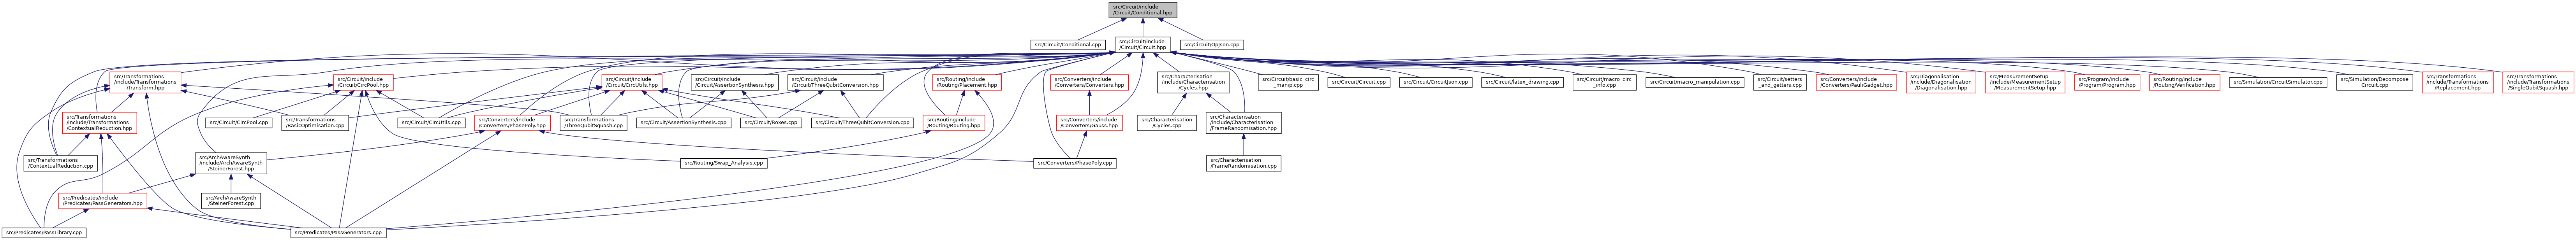 src/Circuit/include
/Circuit/Conditional.hpp
src/Circuit/Conditional.cpp
src/Circuit/include
/Circuit/Circuit.hpp
src/Circuit/OpJson.cpp
src/Transformations
/include/Transformations
/Transform.hpp
src/Circuit/include
/Circuit/CircPool.hpp
src/Circuit/include
/Circuit/CircUtils.hpp
src/Circuit/include
/Circuit/AssertionSynthesis.hpp
src/Circuit/include
/Circuit/ThreeQubitConversion.hpp
src/Routing/include
/Routing/Placement.hpp
src/Converters/include
/Converters/Converters.hpp
src/Characterisation
/include/Characterisation
/Cycles.hpp
src/Circuit/basic_circ
_manip.cpp
src/Circuit/Circuit.cpp
src/Circuit/CircuitJson.cpp
src/Circuit/latex_drawing.cpp
src/Circuit/macro_circ
_info.cpp
src/Circuit/macro_manipulation.cpp
src/Circuit/setters
_and_getters.cpp
src/Converters/include
/Converters/PauliGadget.hpp
src/Diagonalisation
/include/Diagonalisation
/Diagonalisation.hpp
src/MeasurementSetup
/include/MeasurementSetup
/MeasurementSetup.hpp
src/Program/include
/Program/Program.hpp
src/Routing/include
/Routing/Verification.hpp
src/Simulation/CircuitSimulator.cpp
src/Simulation/Decompose
Circuit.cpp
src/Transformations
/include/Transformations
/Replacement.hpp
src/Transformations
/include/Transformations
/SingleQubitSquash.hpp
src/Transformations
/include/Transformations
/ContextualReduction.hpp
src/Circuit/CircPool.cpp
src/Transformations
/BasicOptimisation.cpp
src/Circuit/CircUtils.cpp
src/Converters/include
/Converters/PhasePoly.hpp
src/Transformations
/ThreeQubitSquash.cpp
src/Circuit/AssertionSynthesis.cpp
src/Circuit/Boxes.cpp
src/Circuit/ThreeQubitConversion.cpp
src/Routing/include
/Routing/Routing.hpp
src/Converters/include
/Converters/Gauss.hpp
src/Characterisation
/Cycles.cpp
src/Characterisation
/include/Characterisation
/FrameRandomisation.hpp
src/Transformations
/ContextualReduction.cpp
src/ArchAwareSynth
/include/ArchAwareSynth
/SteinerForest.hpp
src/Routing/Swap_Analysis.cpp
src/Converters/PhasePoly.cpp
src/Characterisation
/FrameRandomisation.cpp
src/Predicates/include
/Predicates/PassGenerators.hpp
src/ArchAwareSynth
/SteinerForest.cpp
src/Predicates/PassLibrary.cpp
src/Predicates/PassGenerators.cpp